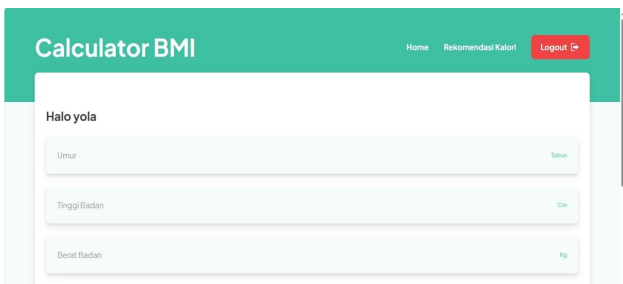 Calculator BMI
Home Rekomendasi Kalori Logout
Halo yola
Umur Tahun
Tinggi Badan Cm
Berat Badan Kg